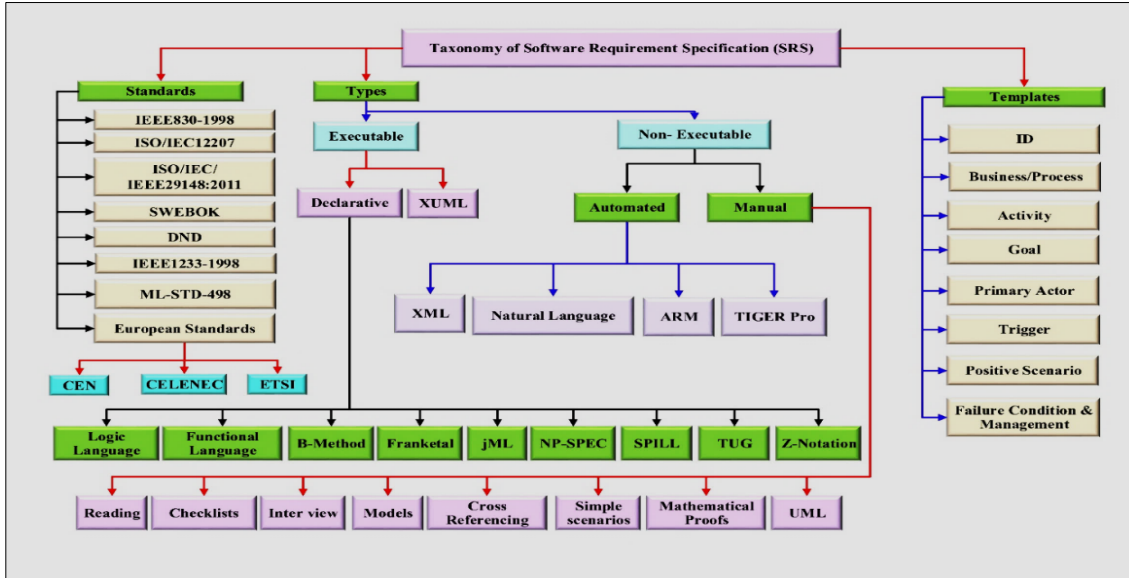 Taxonomy of Software Requirement Specification (SRS)
Standards
Types
Templates
IEEE830-1998
ISO/IEC12207
ISO/IEC/
IEEE29148:2011
SWEBOK
DND
IEEE1233-1998
ML-STD-498
European Standards
CEN
CELENEC
ETSI
Executable
Non- Executable
Declarative
XUML
Automated
Manual
XML
Natural Language
ARM
TIGER Pro
ID
Business/Process
Activity
Goal
Primary Actor
Trigger
Positive Scenario
Failure Condition &
Management
Logic
Language
Functional
Language
B-Method
Franketal
jML
NP-SPEC
SPILL
TUG
Z-Notation
Reading
Checklists
Inter view
Models
Cross
Referencing
Simple
scenarios
Mathematical
Proofs
UML